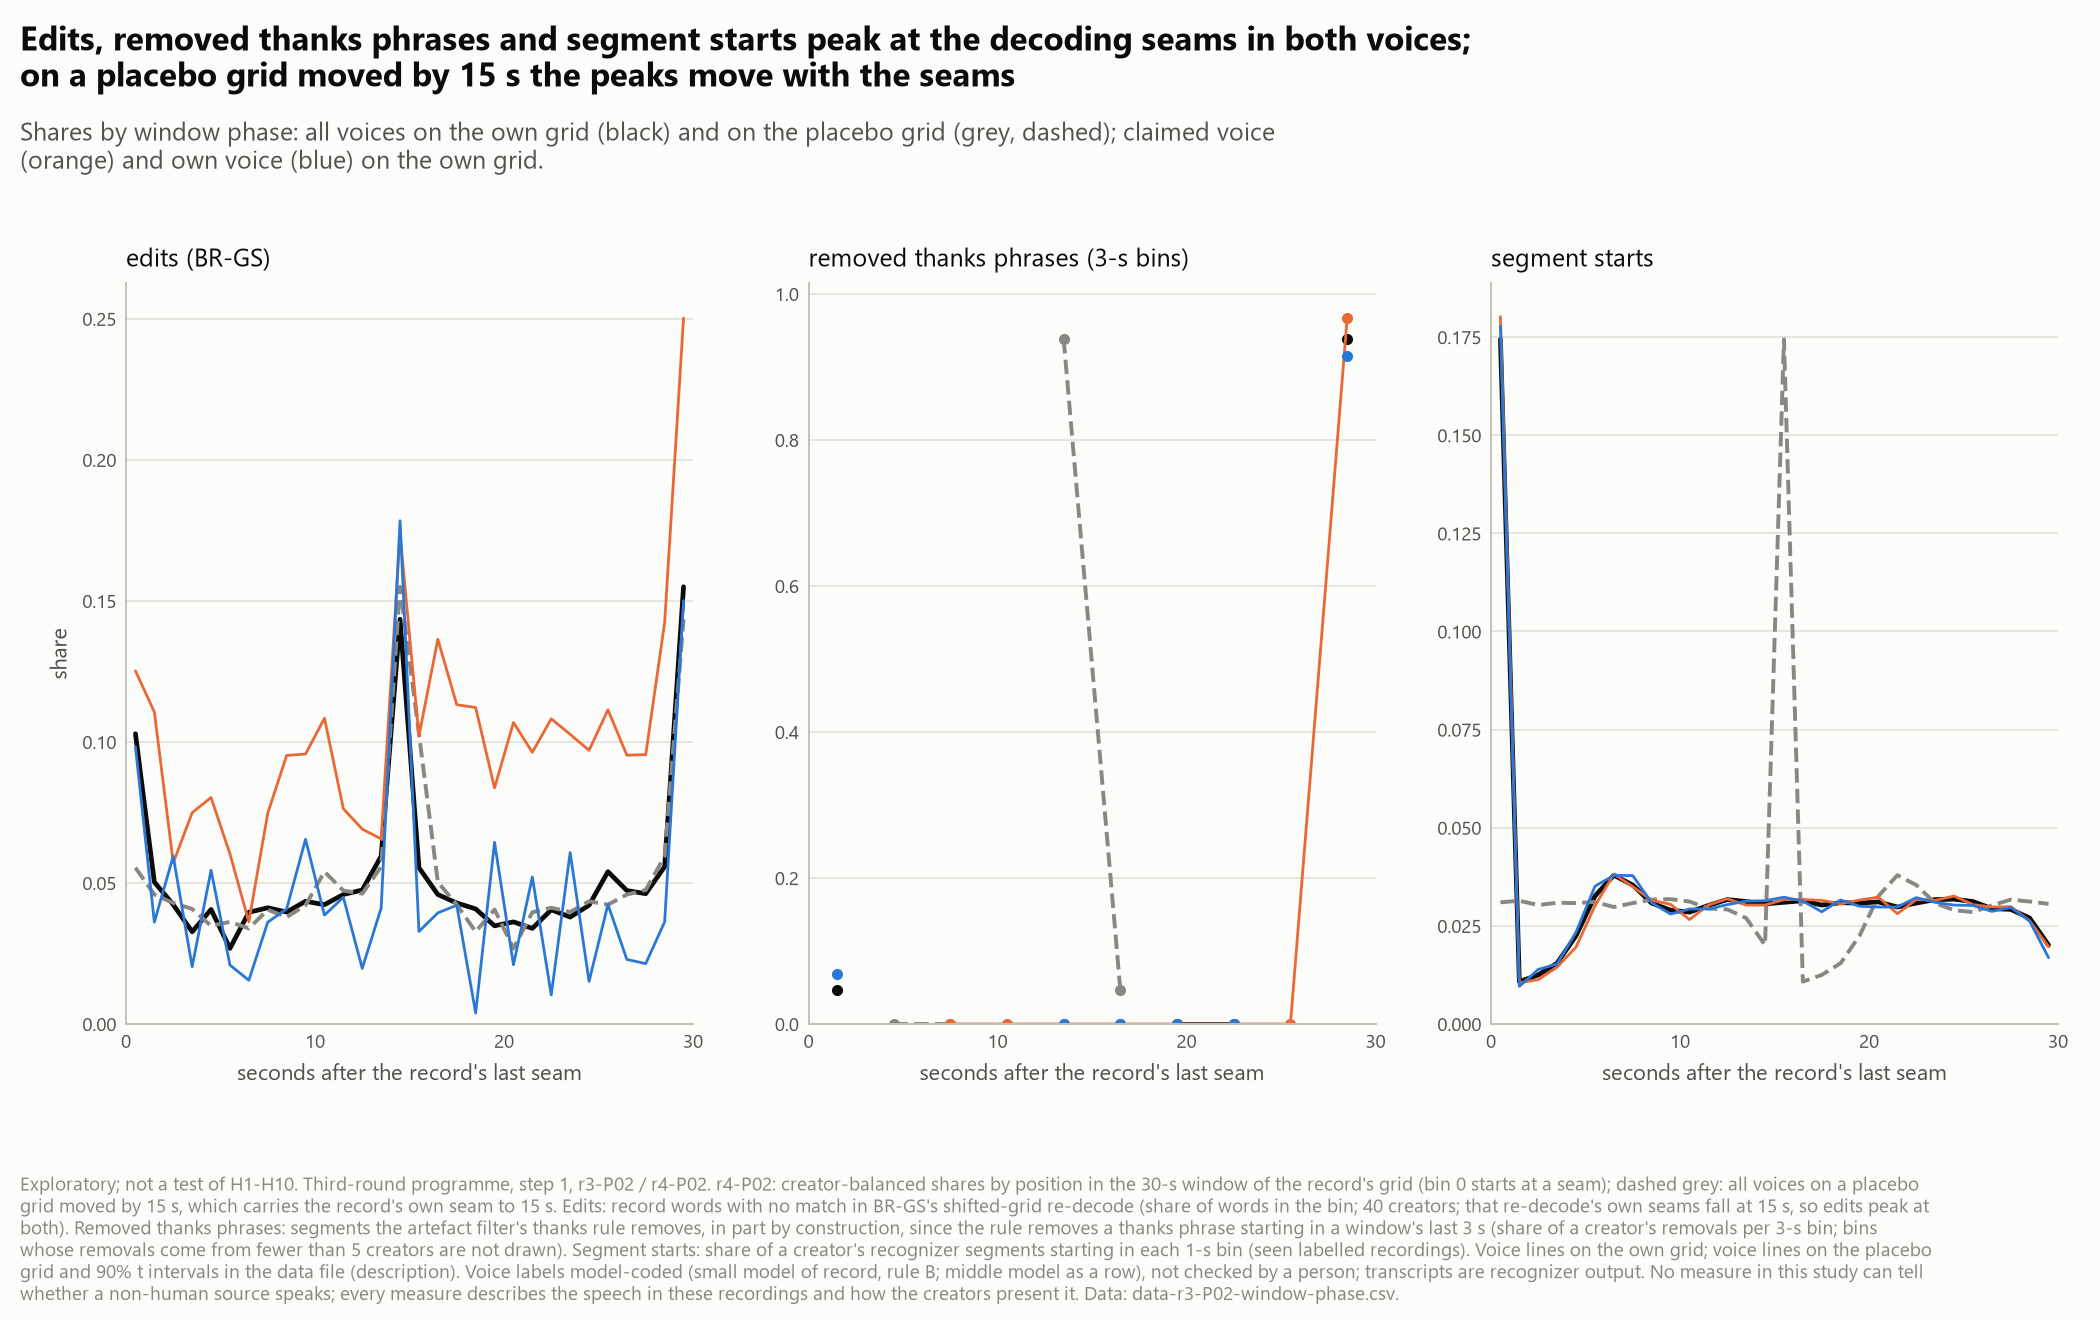 Edits, removed thanks phrases and segment starts peak at the decoding seams in both voices;
on a placebo grid moved by 15 s the peaks move with the seams
Shares by window phase: all voices on the own grid (black) and on the placebo grid (grey, dashed); claimed voice
(orange) and own voice (blue) on the own grid.
edits (BR-GS)
0.25
0.20
0.15
0.10
0.05
0.00
share
0 10 20 30
seconds after the record's last seam
removed thanks phrases (3-s bins)
1.0
0.8
0.6
0.4
0.2
0.0
0 10 20 30
seconds after the record's last seam
segment starts
0.175
0.150
0.125
0.100
0.075
0.050
0.025
0.000
0 10 20 30
seconds after the record's last seam
Exploratory; not a test of H1-H10. Third-round programme, step 1, r3-P02 / r4-P02. r4-P02: creator-balanced shares by position in the 30-s window of the record's grid (bin 0 starts at a seam); dashed grey: all voices on a placebo
grid moved by 15 s, which carries the record's own seam to 15 s. Edits: record words with no match in BR-GS's shifted-grid re-decode (share of words in the bin; 40 creators; that re-decode's own seams fall at 15 s, so edits peak at
both). Removed thanks phrases: segments the artefact filter's thanks rule removes, in part by construction, since the rule removes a thanks phrase starting in a window's last 3 s (share of a creator's removals per 3-s bin; bins
whose removals come from fewer than 5 creators are not drawn). Segment starts: share of a creator's recognizer segments starting in each 1-s bin (seen labelled recordings). Voice lines on the own grid; voice lines on the placebo
grid and 90% t intervals in the data file (description). Voice labels model-coded (small model of record, rule B; middle model as a row), not checked by a person; transcripts are recognizer output. No measure in this study can tell
whether a non-human source speaks; every measure describes the speech in these recordings and how the creators present it. Data: data-r3-P02-window-phase.csv.